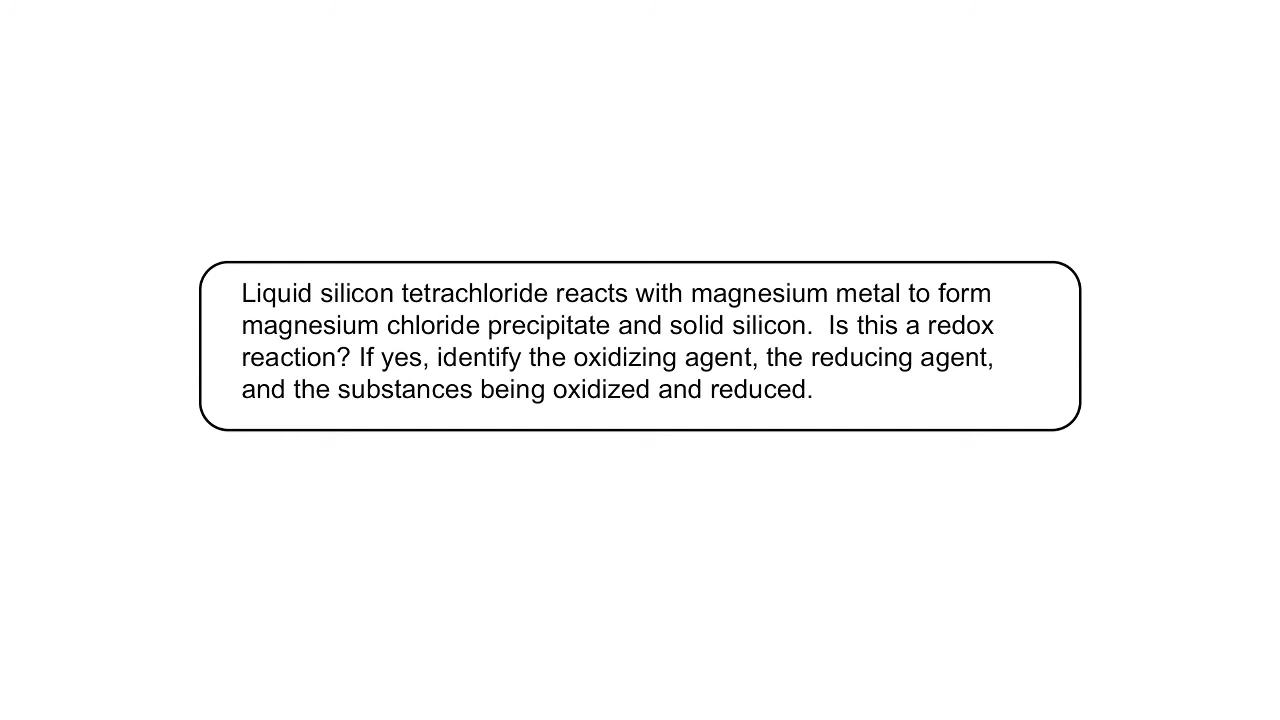 Liquid silicon tetrachloride reacts with magnesium metal to form
magnesium chloride precipitate and solid silicon.  Is this a redox
reaction? If yes, identify the oxidizing agent, the reducing agent,
and the substances being oxidized and reduced.